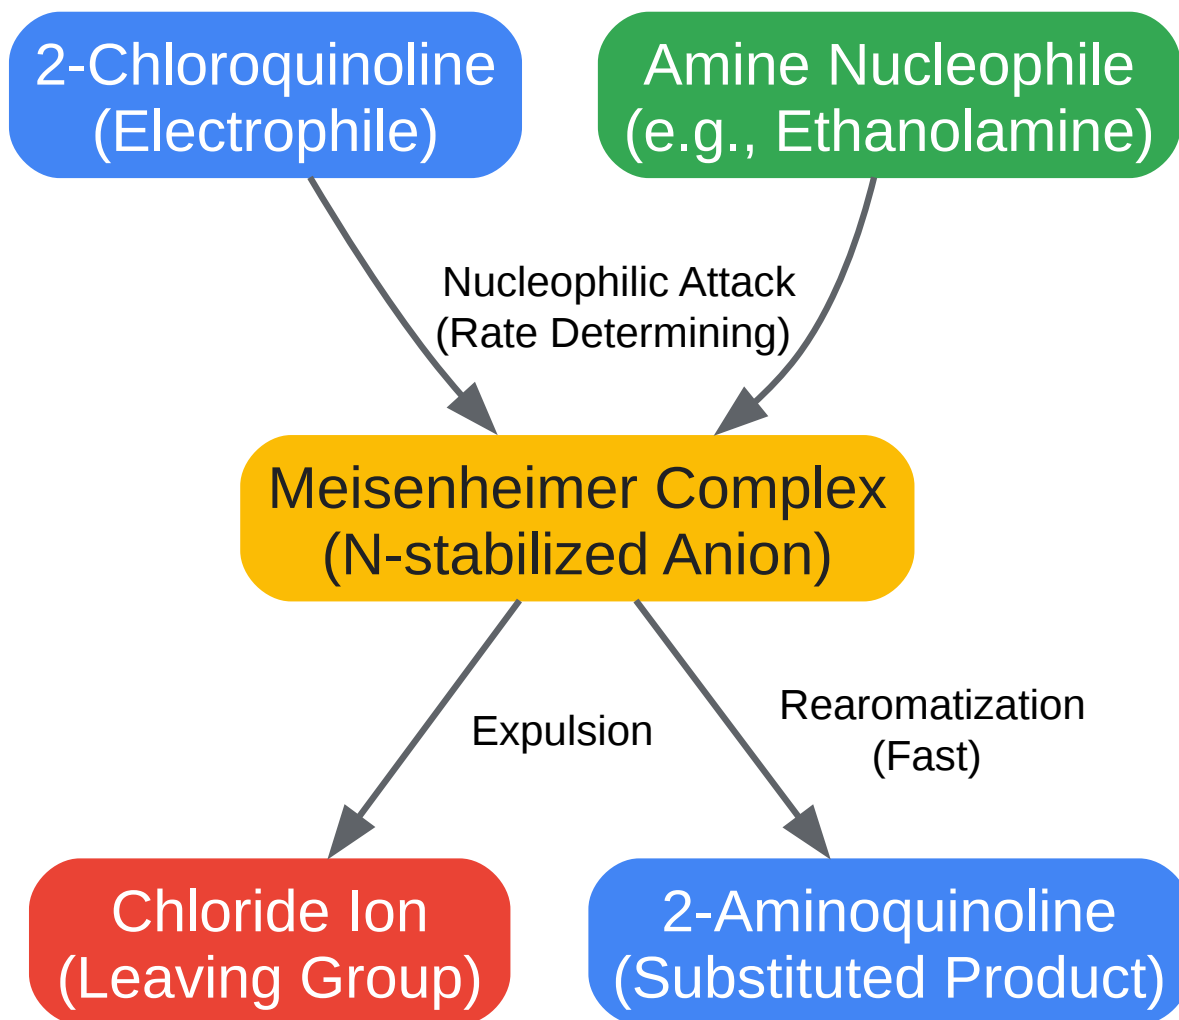 2-Chloroquinoline
(Electrophile)
Amine Nucleophile
(e.g., Ethanolamine)
Nucleophilic Attack
(Rate Determining)
Meisenheimer Complex
(N-stabilized Anion)
Expulsion
Rearomatization
(Fast)
Chloride Ion
(Leaving Group)
2-Aminoquinoline
(Substituted Product)